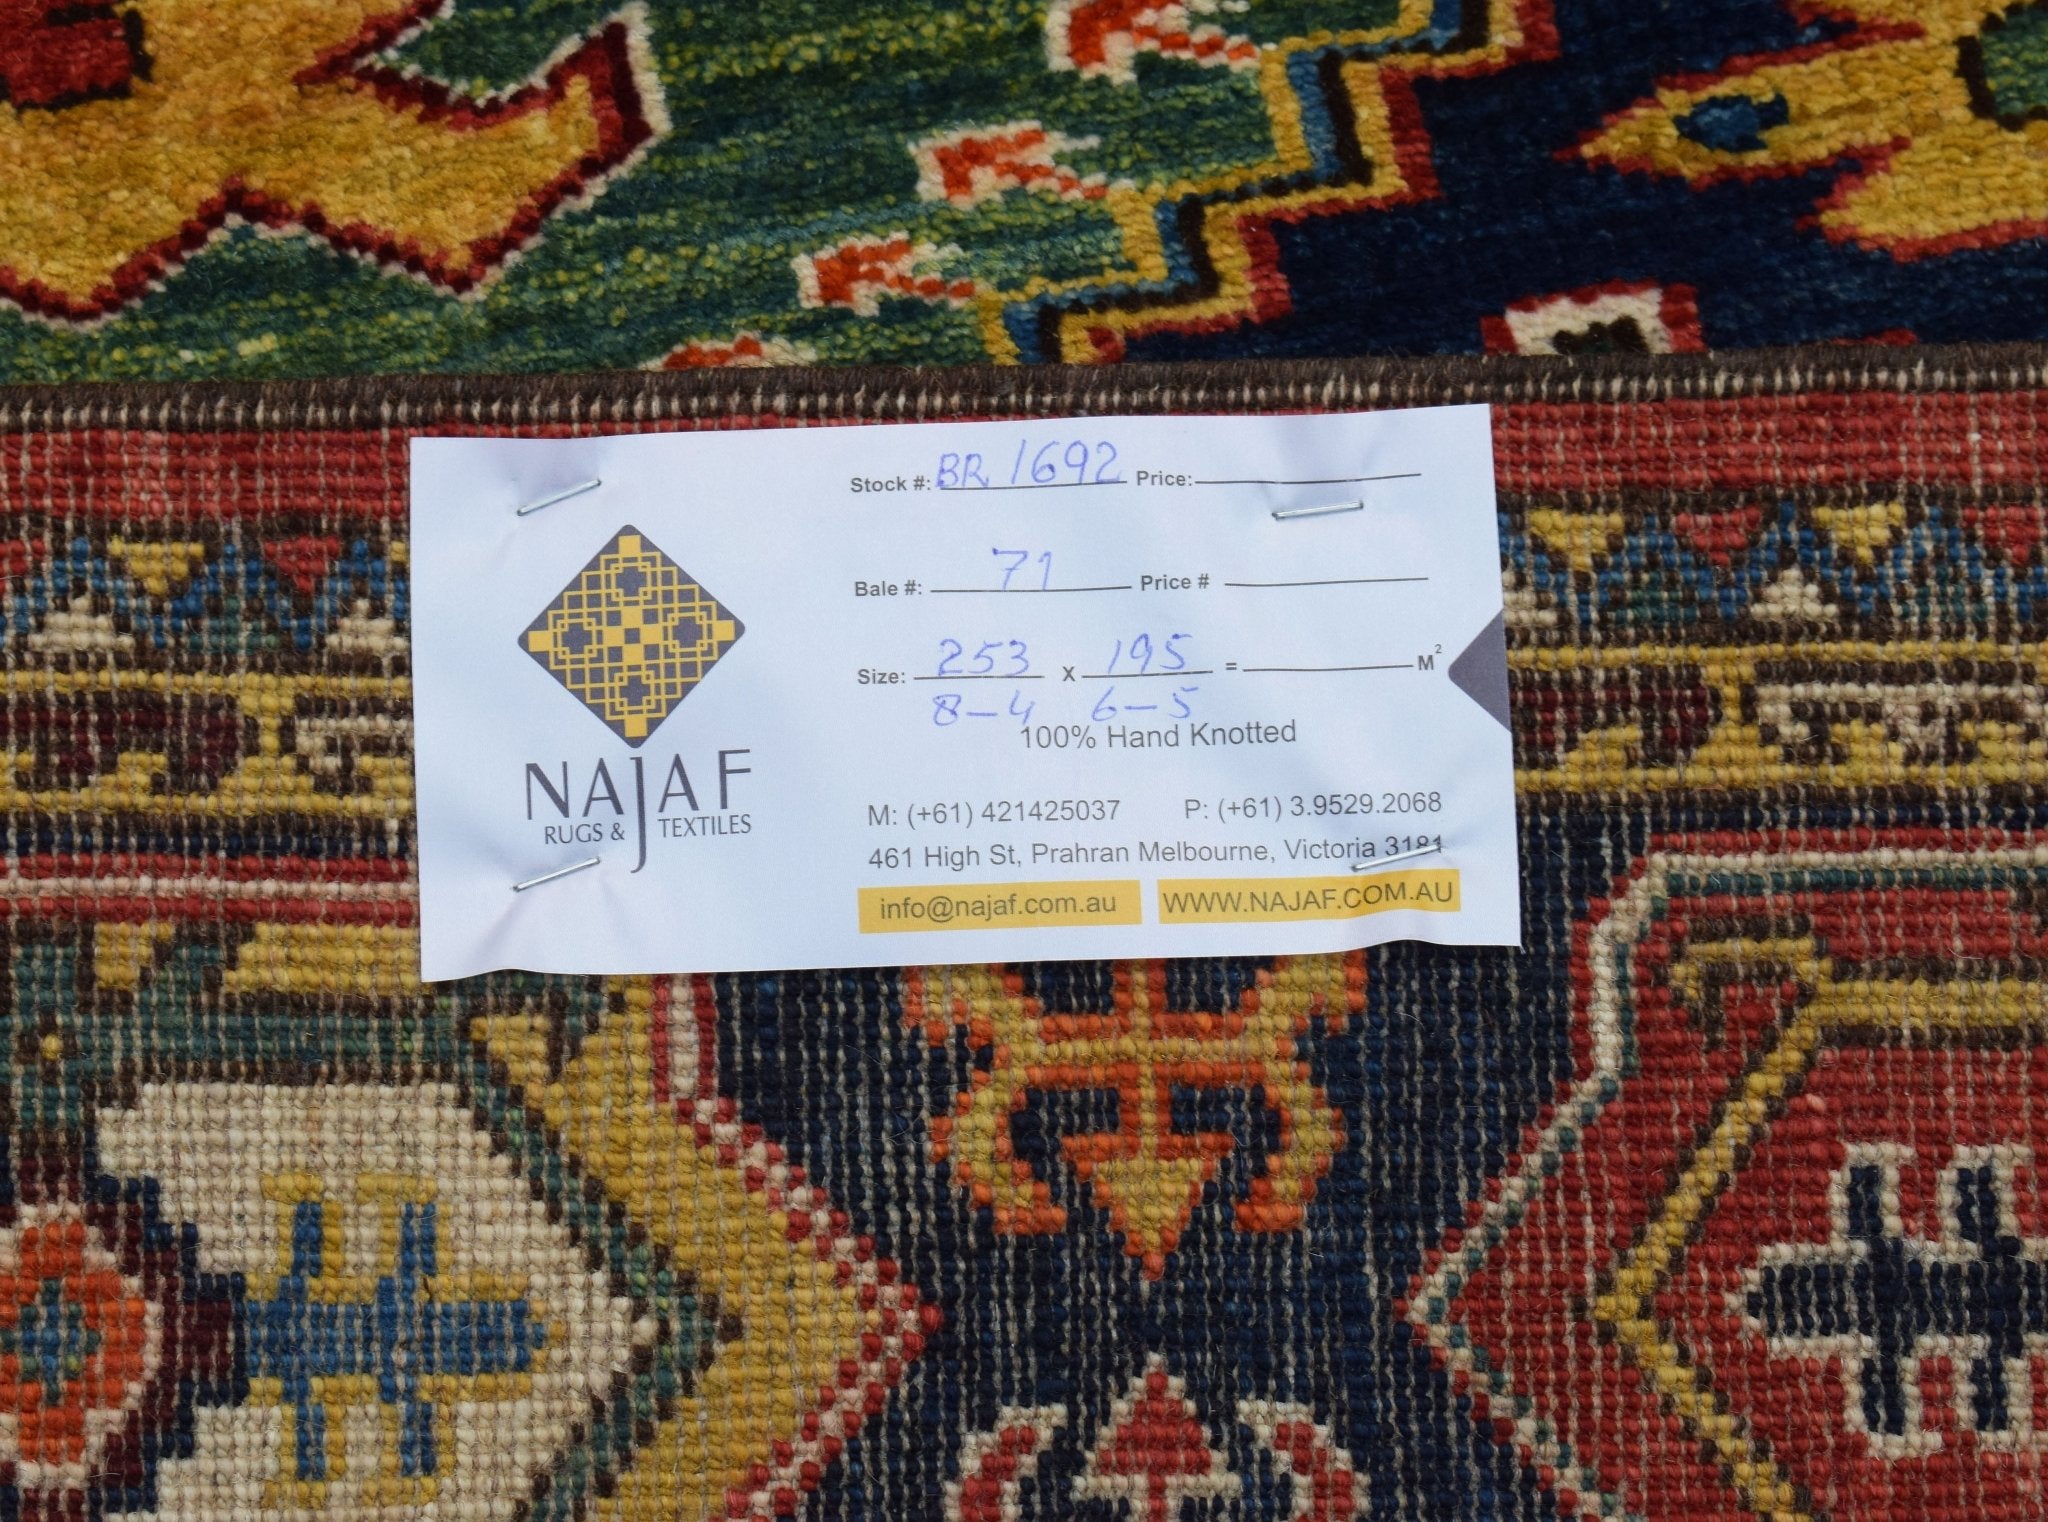 Stock #: BR 1692 Price:
Bale #: 71 Price #
Size: 253 x 195 = M²
8-4 6-5
100% Hand Knotted
NAJAF
RUGS & TEXTILES
M: (+61) 421425037 P: (+61) 3.9529.2068
461 High St, Prahran Melbourne, Victoria 3181
info@najaf.com.au WWW.NAJAF.COM.AU